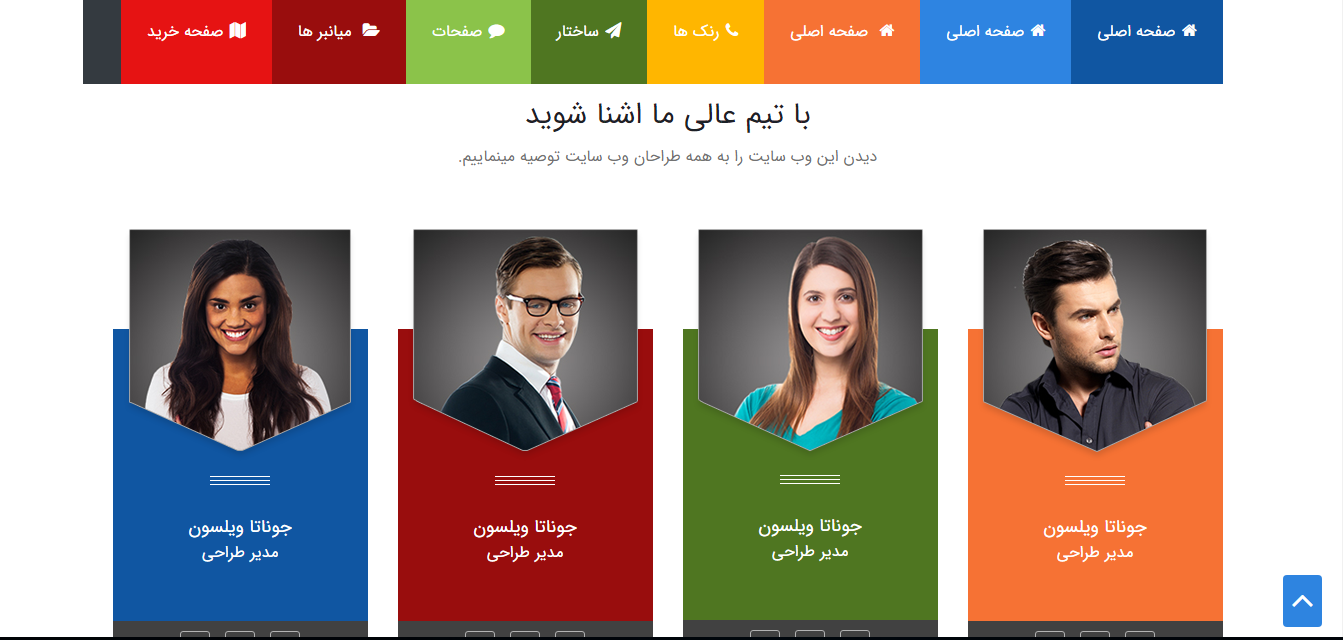 صفحه اصلی
صفحه اصلی
صفحه اصلی
رنک ها
ساختار
صفحات
میانبر ها
صفحه خرید
با تیم عالی ما اشنا شوید
دیدن این وب سایت را به همه طراحان وب سایت توصیه مینماییم.
جوناتا ویلسون
مدیر طراحی
جوناتا ویلسون
مدیر طراحی
جوناتا ویلسون
مدیر طراحی
جوناتا ویلسون
مدیر طراحی